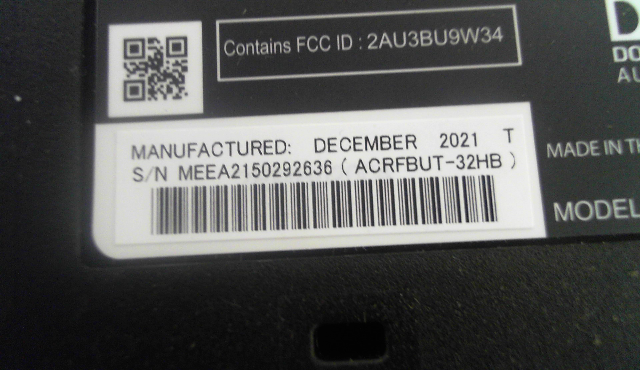 Contains FCC ID : 2AU3BU9W34
MANUFACTURED: DECEMBER 2021 T
S/N MEEA2150292636 ( ACRFBUT-32HB )
MADE IN
MODEL